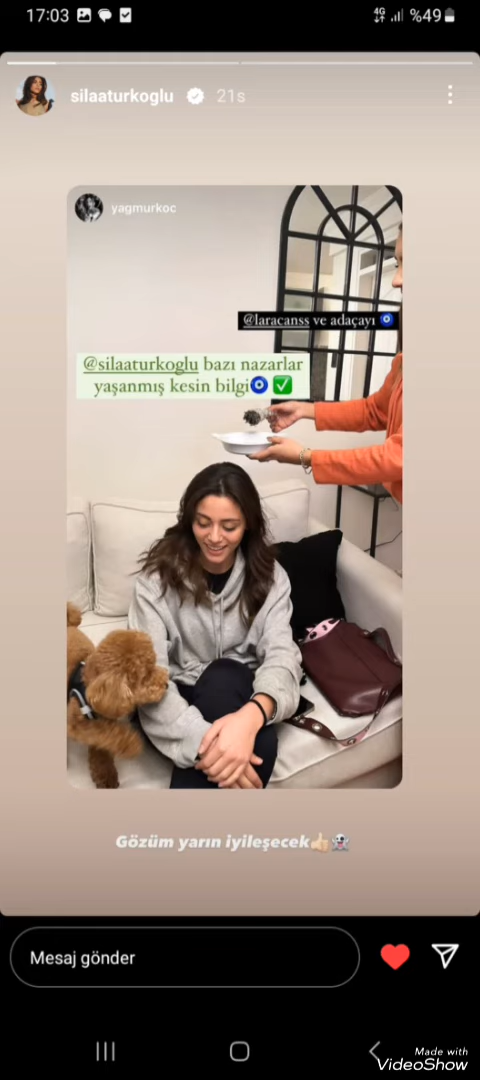 17:03
4G
%49
silaaturkoglu 21s
yagmurkoc
@laracanss ve adaçayı 🧿
@silaaturkoglu bazı nazarlar
yaşanmış kesin bilgi🧿 ✅
Gözüm yarın iyileşecek👍🏼👻
Mesaj gönder
Made with
VideoShow